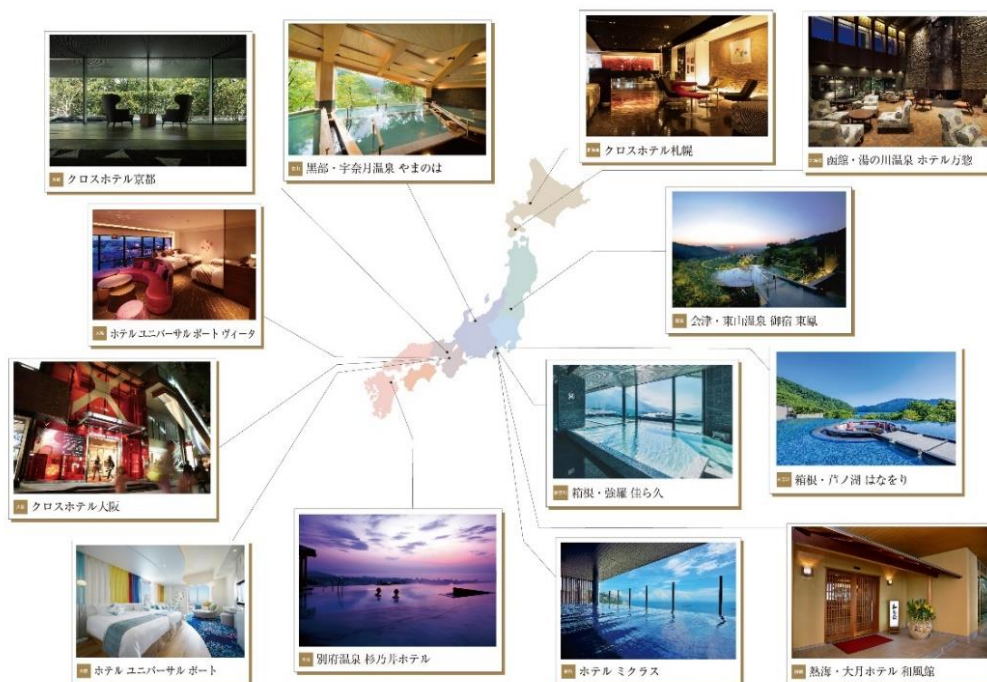 クロスホテル京都
黒部・宇奈月温泉 やまのは
クロスホテル札幌
函館・湯の川温泉 ホテル万惣
ホテル ユニバーサル ポート ヴィータ
会津・東山温泉 御宿 東鳳
クロスホテル大阪
箱根・強羅 佳ら久
箱根・芦ノ湖 はなをり
ホテル ユニバーサル ポート
別府温泉 杉乃井ホテル
ホテル ミクラス
熱海・大月ホテル 和風館